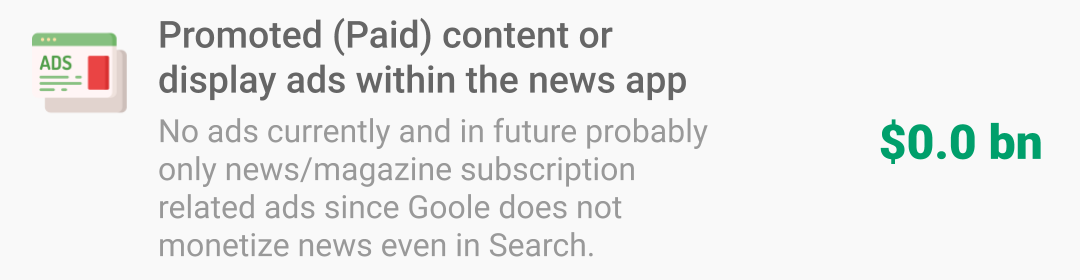 ADS
Promoted (Paid) content or
display ads within the news app
No ads currently and in future probably
only news/magazine subscription
related ads since Goole does not
monetize news even in Search.
$0.0 bn